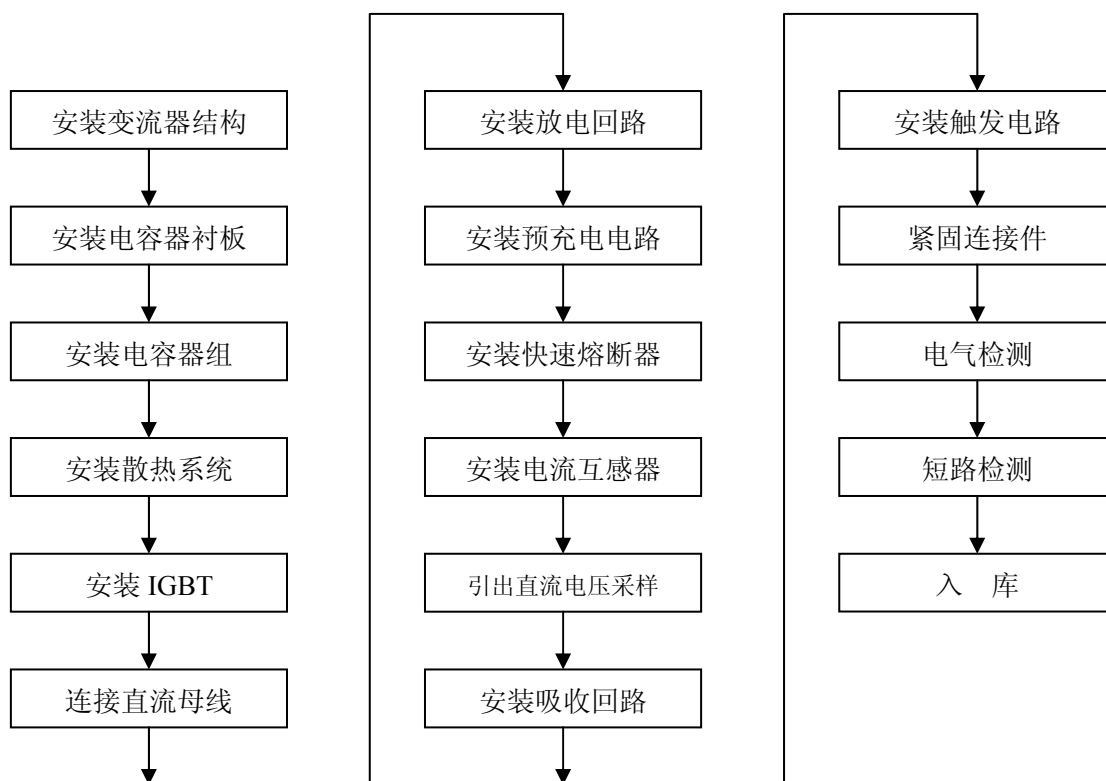 安装变流器结构
安装电容器衬板
安装电容器组
安装散热系统
安装 IGBT
连接直流母线
安装放电回路
安装预充电电路
安装快速熔断器
安装电流互感器
引出直流电压采样
安装吸收回路
安装触发电路
紧固连接件
电气检测
短路检测
入 库